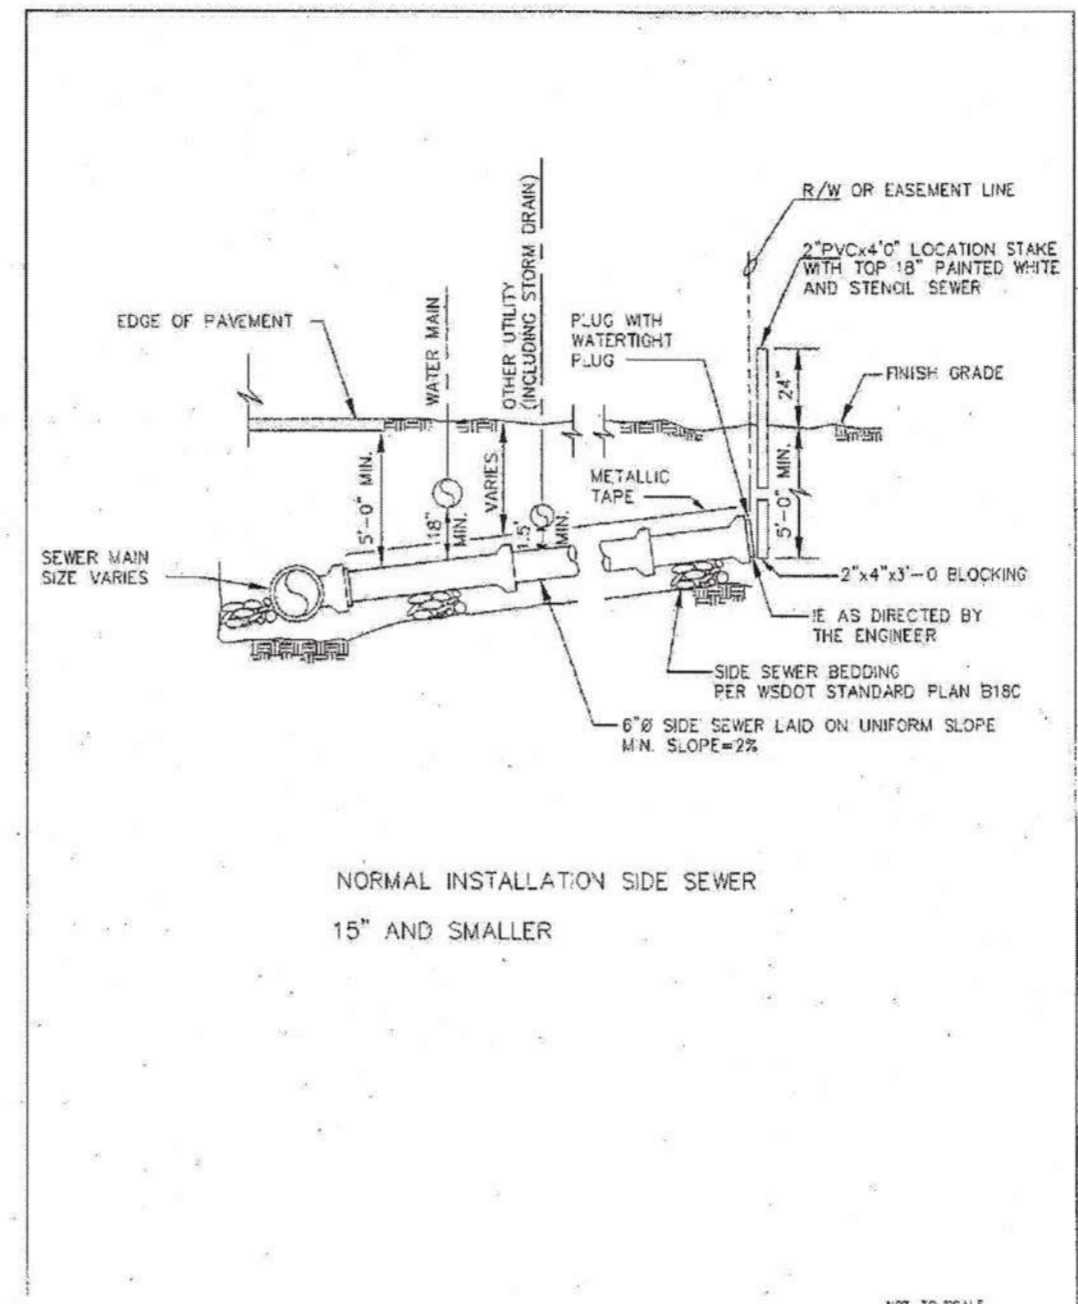 R/W OR EASEMENT LINE
2"PVCx4'0" LOCATION STAKE
WITH TOP 18" PAINTED WHITE
AND STENCIL SEWER
EDGE OF PAVEMENT
WATER MAIN
OTHER UTILITY
(INCLUDING STORM DRAIN)
PLUG WITH
WATERTIGHT
PLUG
24"
FINISH GRADE
5'-0" MIN.
18"
MIN.
VARIES
1.5'
MIN.
METALLIC
TAPE
5'-0" MIN.
SEWER MAIN
SIZE VARIES
2"x4"x3'-0 BLOCKING
IE AS DIRECTED BY
THE ENGINEER
SIDE SEWER BEDDING
PER WSDOT STANDARD PLAN B18C
6"Ø SIDE SEWER LAID ON UNIFORM SLOPE
MIN. SLOPE=2%
NORMAL INSTALLATION SIDE SEWER
15" AND SMALLER
NOT TO SCALE